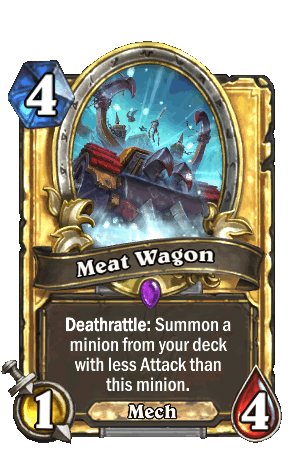 4
Meat Wagon
Deathrattle: Summon a
minion from your deck
with less Attack than
this minion.
1
Mech
4